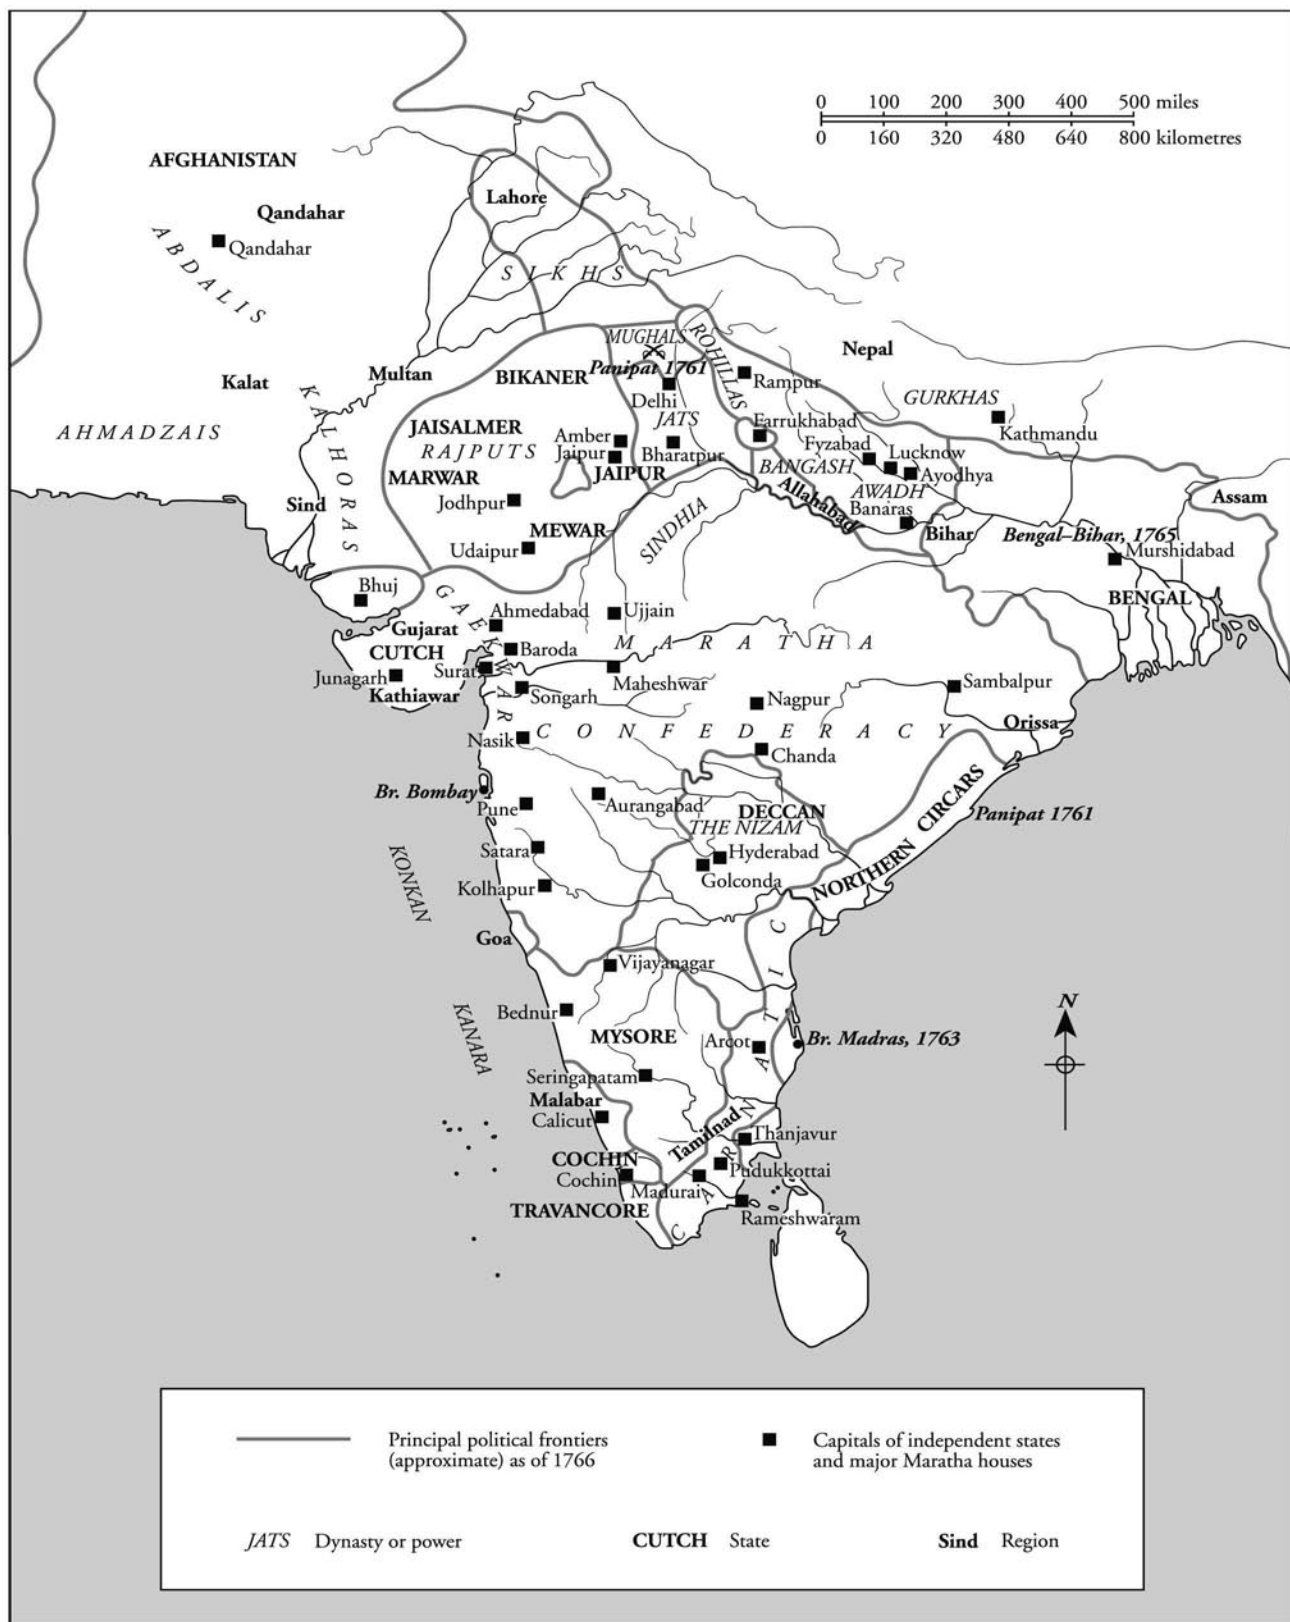 0 100 200 300 400 500 miles
0 160 320 480 640 800 kilometres
AFGHANISTAN
Lahore
Qandahar
Qandahar
ABDALIS
SIKHS
MUGHALS
ROHILLAS
Nepal
Panipat 1761
Multan
BIKANER
Rampur
Kalat
Delhi
GURKHAS
KALHORAS
JATS
Farrukhabad
Kathmandu
AHMADZAIS
JAISALMER
RAJPUTS
Amber
Jaipur
Bharatpur
Fyzabad
Lucknow
MARWAR
JAIPUR
BANGASH
Ayodhya
Allahabad
AWADH
Assam
Sind
Jodhpur
SINDHIA
Banaras
MEWAR
Bihar
Bengal–Bihar, 1765
Udaipur
Murshidabad
Bhuj
GAEKWAR
BENGAL
Ahmedabad
Ujjain
Gujarat
MARATHA
CUTCH
Baroda
Junagarh
Surat
Maheshwar
Sambalpur
Kathiawar
Songarh
Nagpur
Orissa
Nasik
CONFEDERACY
Chanda
Br. Bombay
Pune
Aurangabad
DECCAN
NORTHERN CIRCARS
Panipat 1761
THE NIZAM
Satara
Hyderabad
KONKAN
Golconda
Kolhapur
Goa
CARNATIC
Vijayanagar
N
KANARA
Bednur
MYSORE
Arcot
Br. Madras, 1763
Seringapatam
Malabar
Calicut
Tamilnad
Thanjavur
COCHIN
Cochin
Pudukkottai
Madurai
TRAVANCORE
Rameshwaram
Principal political frontiers
(approximate) as of 1766
Capitals of independent states
and major Maratha houses
JATS Dynasty or power
CUTCH State
Sind Region